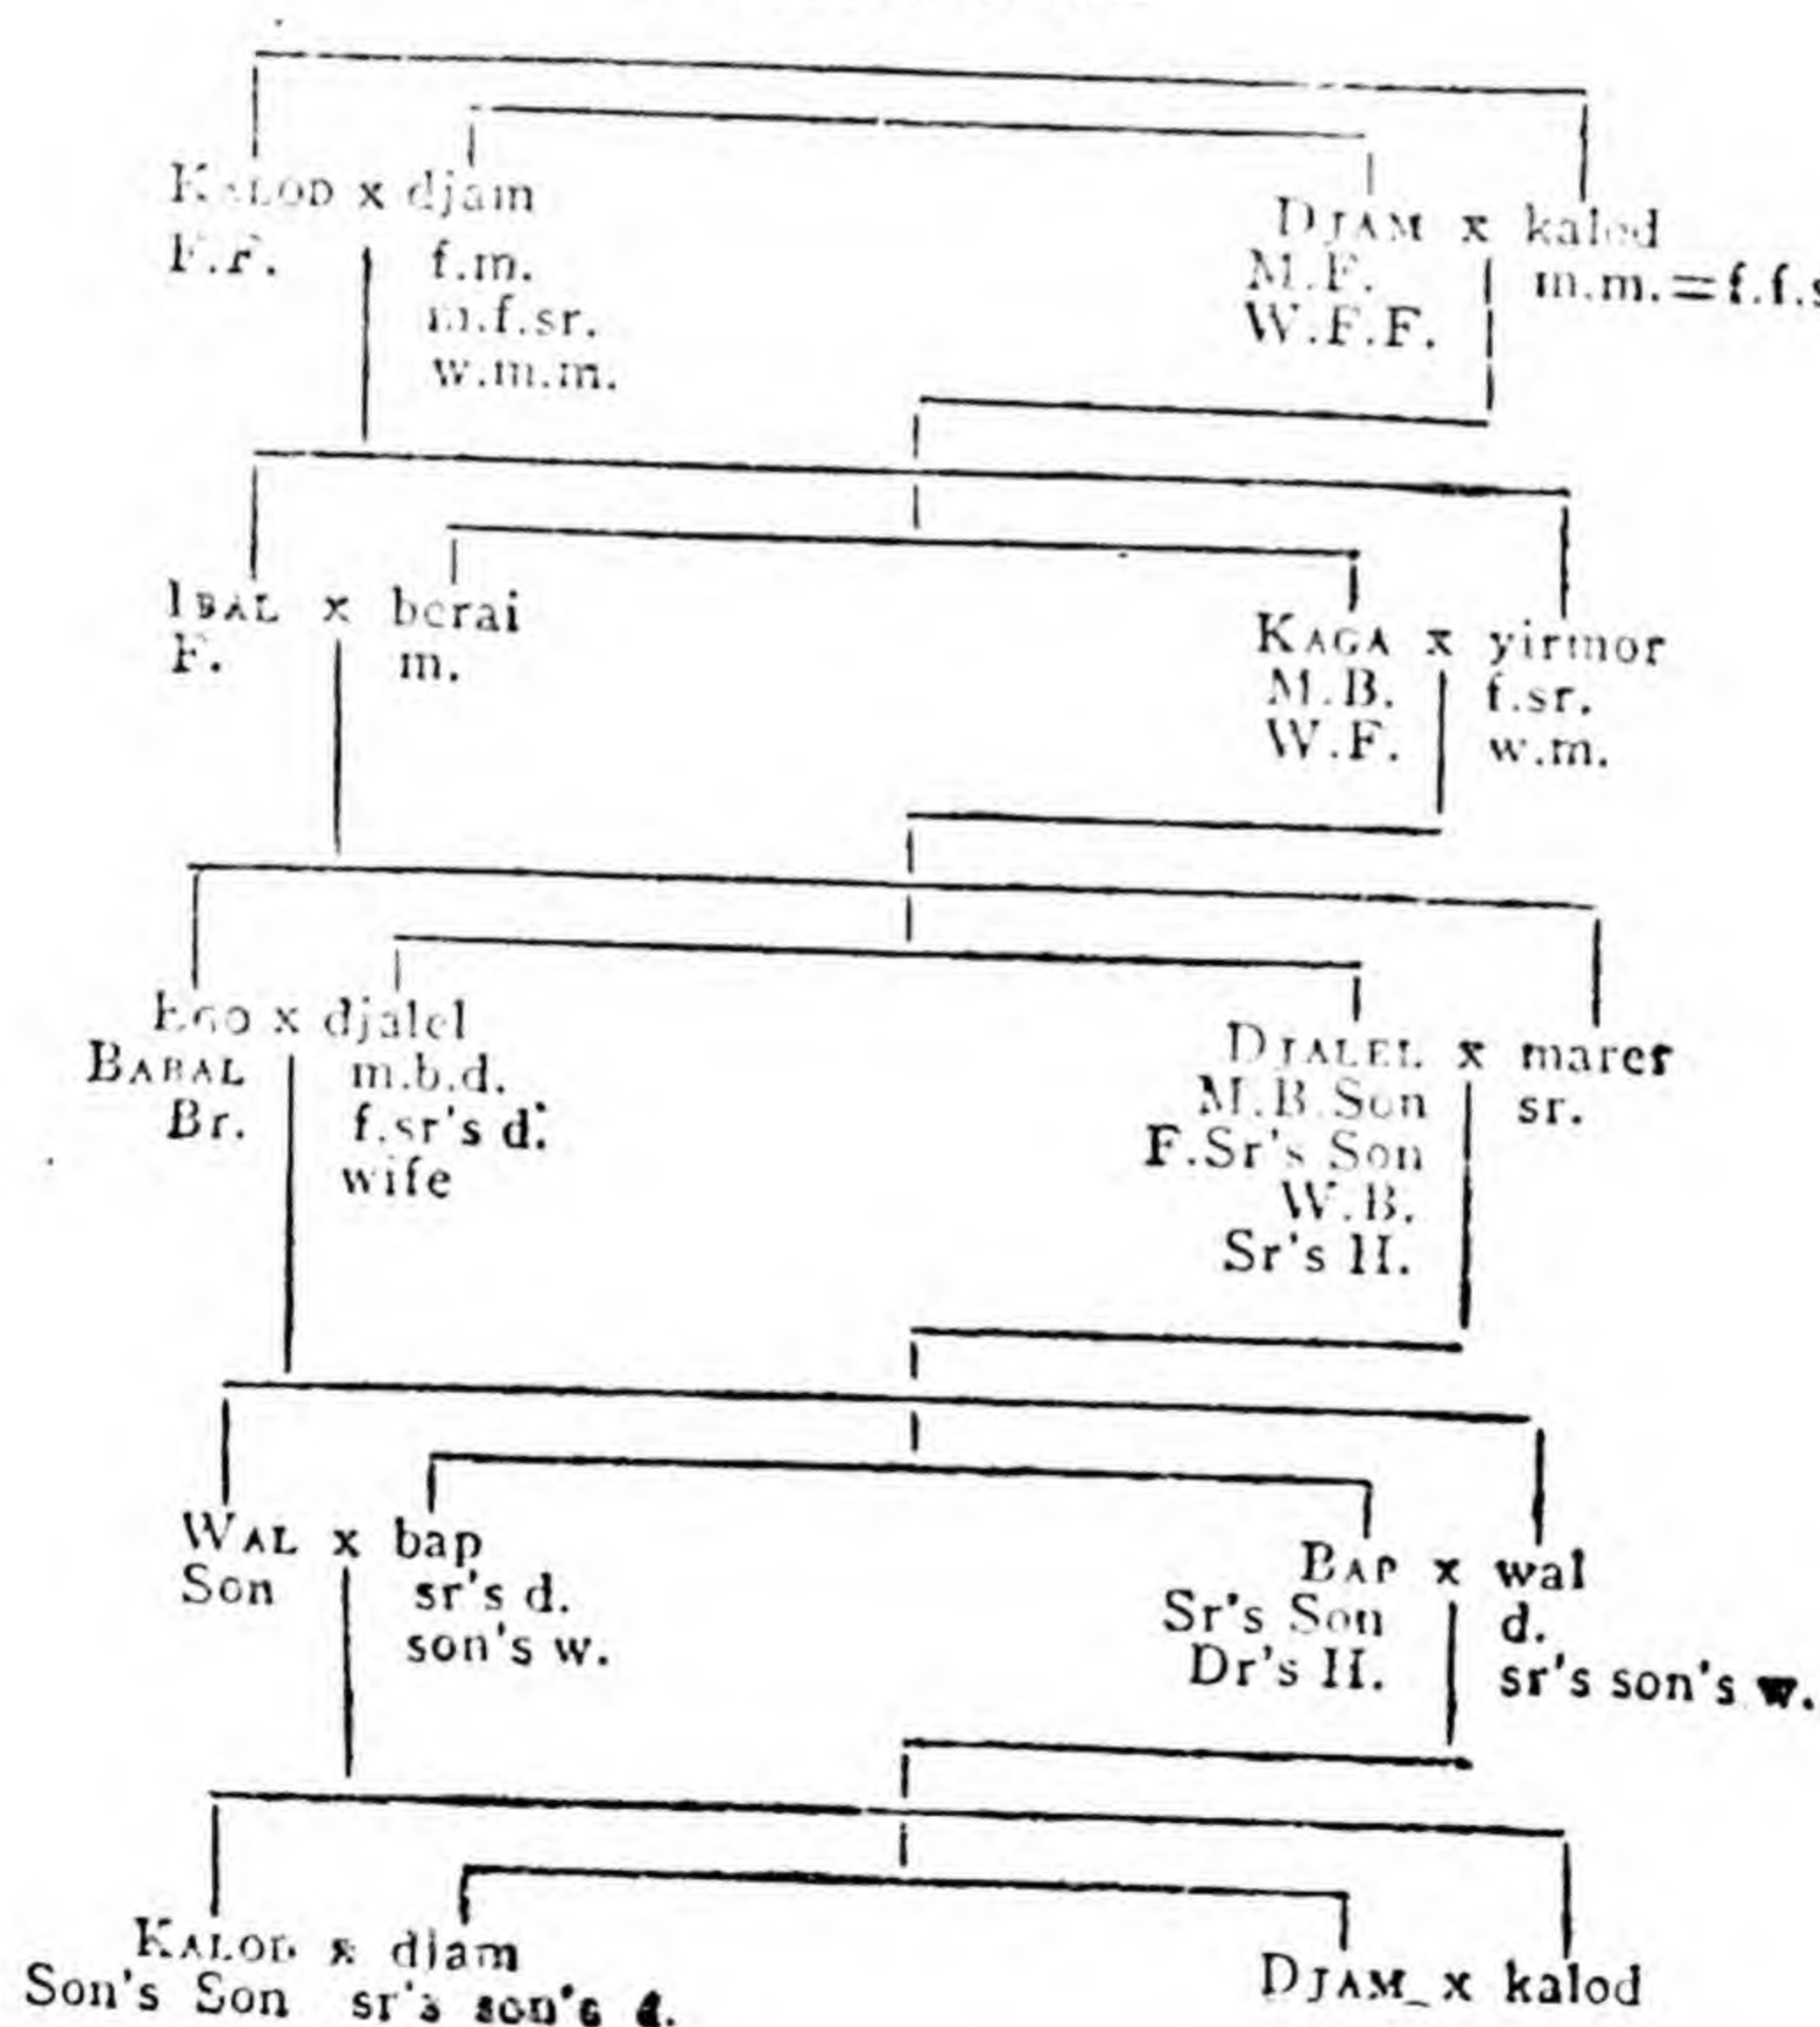 KALOD x djam
F.F. f.m.
m.f.sr.
w.m.m.
DJAM x kalod
M.F. m.m.=f.f.s
W.F.F.
IBAL x berai
F. m.
KAGA x yirmor
M.B. f.sr.
W.F. w.m.
EGO x djalel
BABAL m.b.d.
Br. f.sr's d.
wife
DJALEL x marer
M.B.Son sr.
F.Sr's Son
W.B.
Sr's H.
WAL x bap
Son sr's d.
son's w.
BAP x wal
Sr's Son d.
Dr's H. sr's son's w.
KALOD x djam
Son's Son sr's son's d.
DJAM x kalod